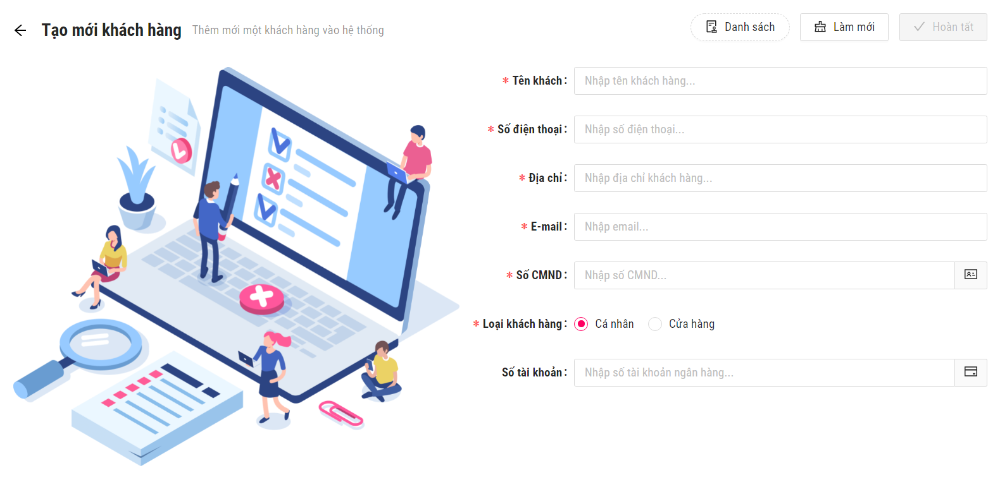 Tạo mới khách hàng Thêm mới một khách hàng vào hệ thống
Danh sách Làm mới Hoàn tất
* Tên khách: Nhập tên khách hàng...
* Số điện thoại: Nhập số điện thoại...
* Địa chỉ: Nhập địa chỉ khách hàng...
* E-mail: Nhập email...
* Số CMND: Nhập số CMND...
* Loại khách hàng: Cá nhân Cửa hàng
Số tài khoản: Nhập số tài khoản ngân hàng...